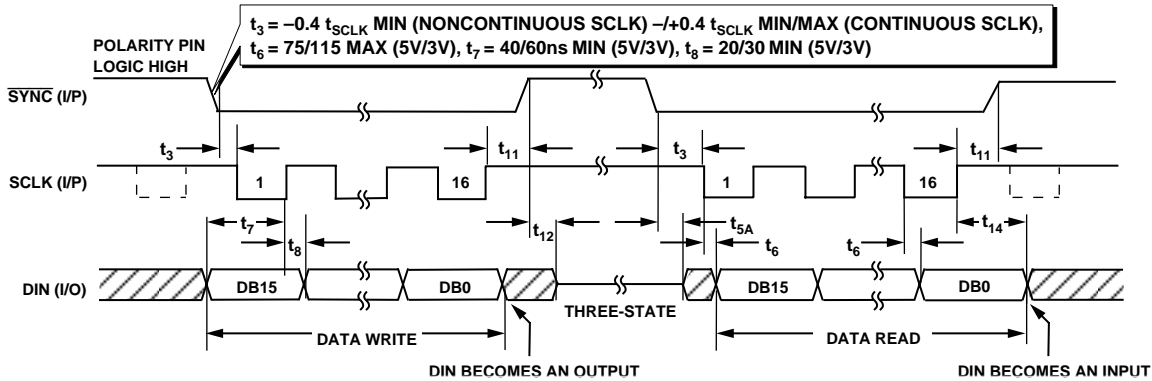 t3 = –0.4 tSCLK MIN (NONCONTINUOUS SCLK) –/+0.4 tSCLK MIN/MAX (CONTINUOUS SCLK),
t6 = 75/115 MAX (5V/3V), t7 = 40/60ns MIN (5V/3V), t8 = 20/30 MIN (5V/3V)
POLARITY PIN
LOGIC HIGH
SYNC (I/P)
t3 t11 t3 t11
SCLK (I/P) 1 16 1 16
t7 t12 t5A t14
t8 t6 t6
DIN (I/O) DB15 DB0 DB15 DB0
THREE-STATE
DATA WRITE DATA READ
DIN BECOMES AN OUTPUT DIN BECOMES AN INPUT